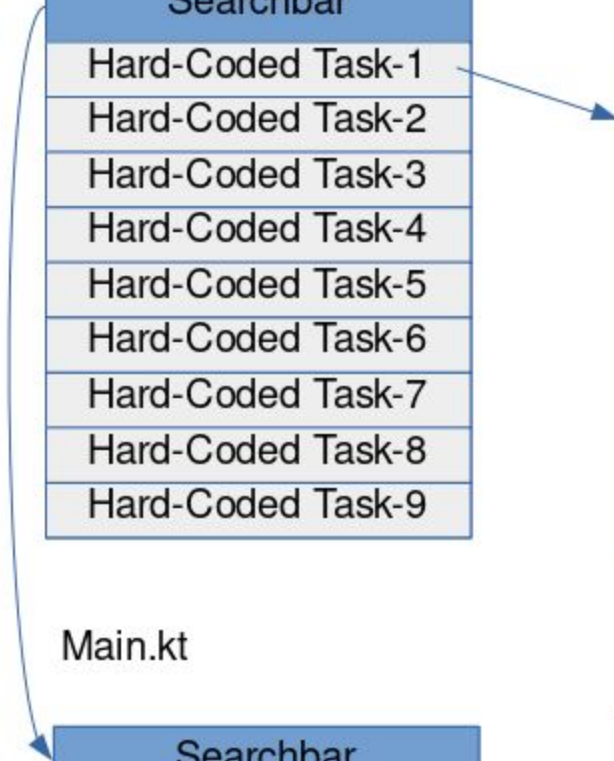 Searchbar
Hard-Coded Task-1
Hard-Coded Task-2
Hard-Coded Task-3
Hard-Coded Task-4
Hard-Coded Task-5
Hard-Coded Task-6
Hard-Coded Task-7
Hard-Coded Task-8
Hard-Coded Task-9
Main.kt
Searchbar